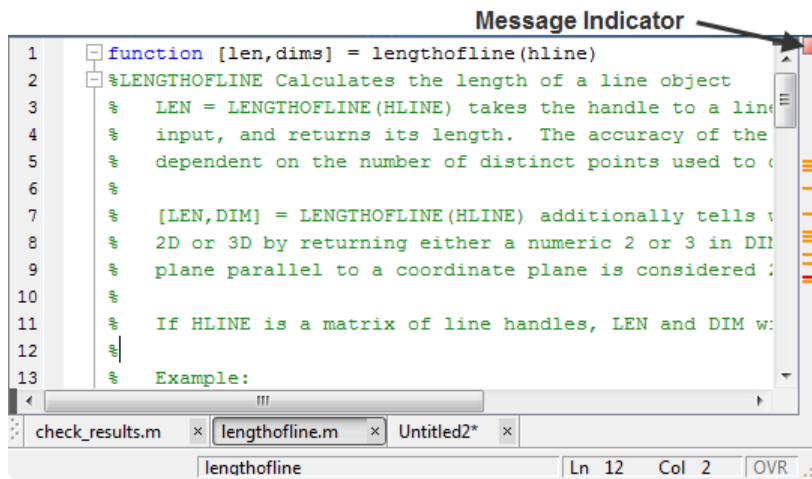 Message Indicator
1 function [len,dims] = lengthofline(hline)
2 %LENGTHOFLINE Calculates the length of a line object
3 % LEN = LENGTHOFLINE(HLINE) takes the handle to a line
4 % input, and returns its length. The accuracy of the
5 % dependent on the number of distinct points used to
6 %
7 % [LEN,DIM] = LENGTHOFLINE(HLINE) additionally tells
8 % 2D or 3D by returning either a numeric 2 or 3 in DIM
9 % plane parallel to a coordinate plane is considered 2
10 %
11 % If HLINE is a matrix of line handles, LEN and DIM wi
12 %
13 % Example:
check_results.m × lengthofline.m × Untitled2* ×
lengthofline Ln 12 Col 2 OVR